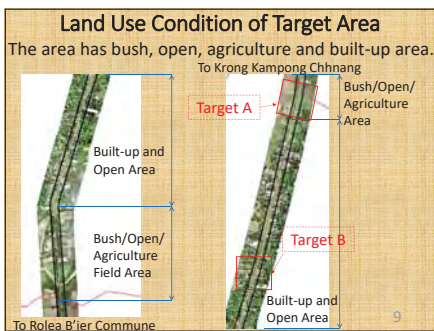 Land Use Condition of Target Area
The area has bush, open, agriculture and built-up area.
To Krong Kampong Chhnang
Bush/Open/
Agriculture
Area
Target A
Built-up and
Open Area
Bush/Open/
Agriculture
Field Area
Target B
Built-up and
Open Area
To Rolea B'ier Commune
9